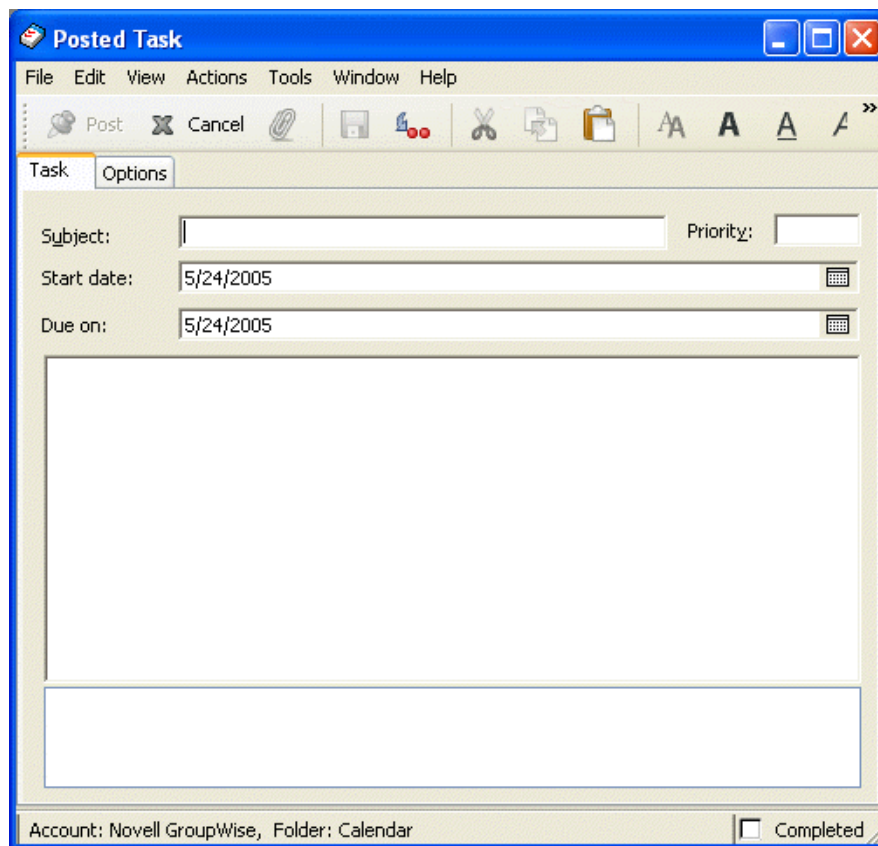 Posted Task
File Edit View Actions Tools Window Help
Post Cancel AA A A A »
Task Options
Subject: Priority:
Start date: 5/24/2005
Due on: 5/24/2005
Account: Novell GroupWise, Folder: Calendar Completed